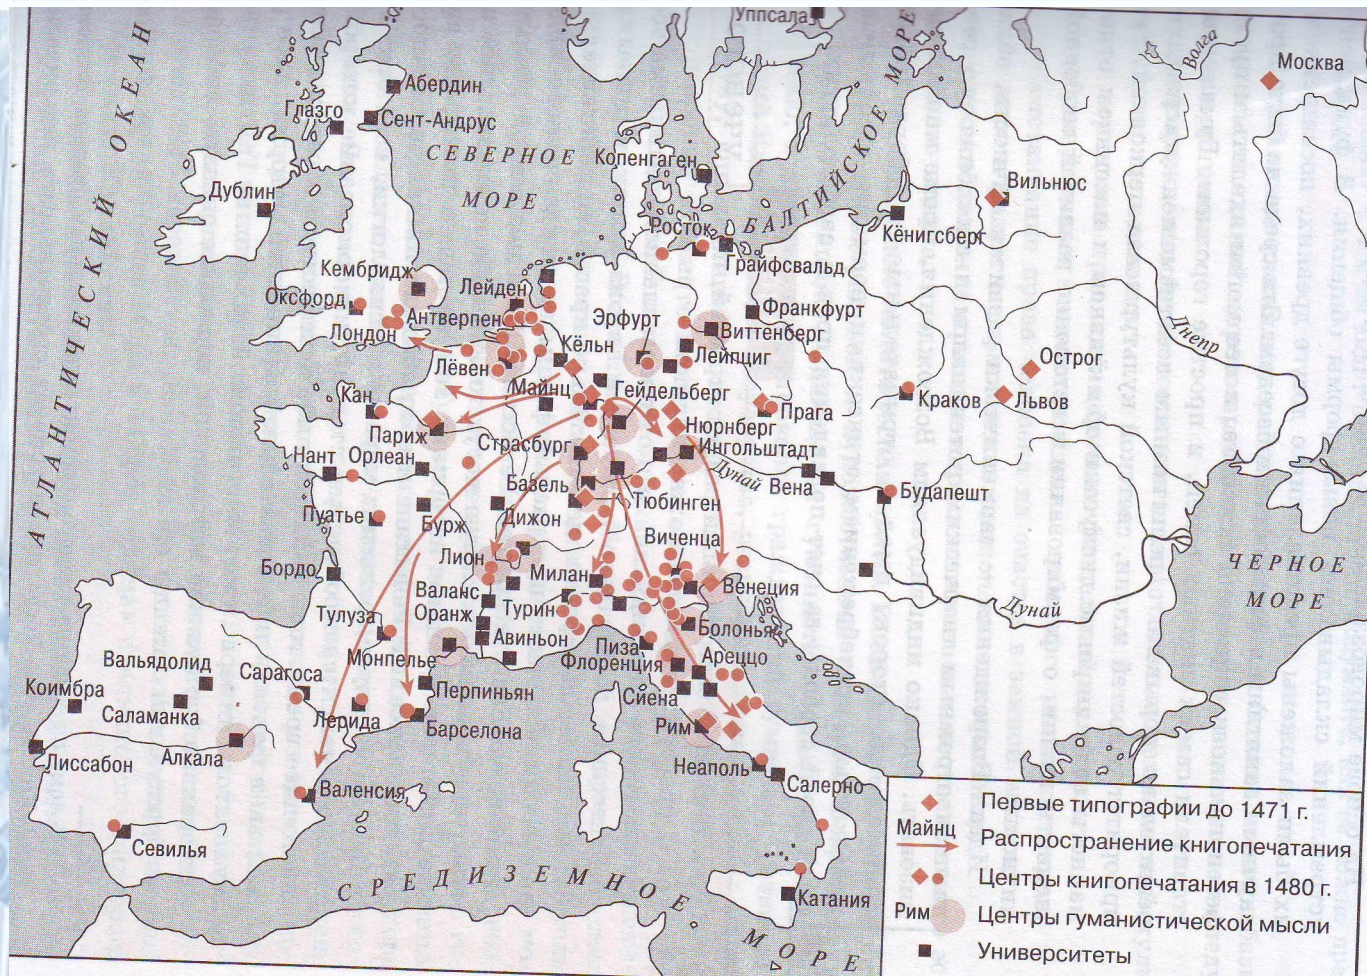 Уппсала
Волга
Москва
АТЛАНТИЧЕСКИЙ ОКЕАН
Абердин
Глазго
Сент-Андрус
СЕВЕРНОЕ
МОРЕ
Копенгаген
БАЛТИЙСКОЕ МОРЕ
Вильнюс
Дублин
Росток
Кёнигсберг
Грайфсвальд
Кембридж
Лейден
Оксфорд
Антверпен
Эрфурт
Франкфурт
Виттенберг
Днепр
Лондон
Кёльн
Лейпциг
Острог
Лёвен
Майнц
Гейдельберг
Кан
Прага
Краков
Львов
Париж
Нюрнберг
Страсбург
Ингольштадт
Нант
Орлеан
Дунай
Вена
Базель
Будапешт
Тюбинген
Пуатье
Бурж
Дижон
Виченца
Лион
Бордо
Милан
Венеция
ЧЕРНОЕ
МОРЕ
Валанс
Дунай
Оранж
Турин
Тулуза
Авиньон
Болонья
Пиза
Монпелье
Флоренция
Ареццо
Вальядолид
Сарагоса
Коимбра
Перпиньян
Сиена
Саламанка
Лерида
Барселона
Рим
Лиссабон
Алкала
Неаполь
Салерно
Валенсия
Севилья
СРЕДИЗЕМНОЕ МОРЕ
Катания
Первые типографии до 1471 г.
Майнц
Распространение книгопечатания
Центры книгопечатания в 1480 г.
Рим
Центры гуманистической мысли
Университеты